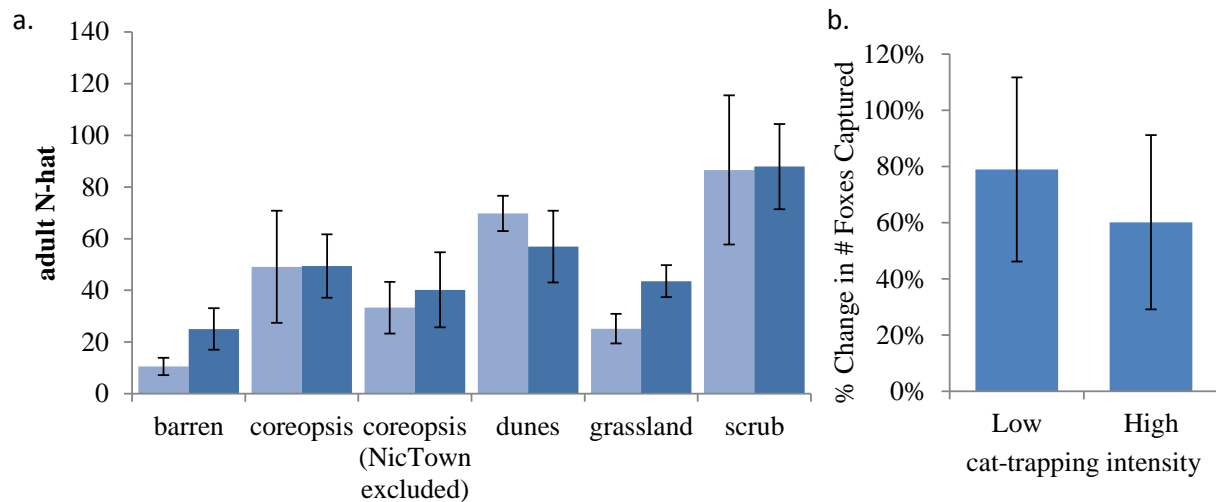 a.
adult N-hat
140
120
100
80
60
40
20
0
barren
coreopsis
coreopsis
(NicTown
excluded)
dunes
grassland
scrub
b.
% Change in # Foxes Captured
120%
100%
80%
60%
40%
20%
0%
Low
High
cat-trapping intensity